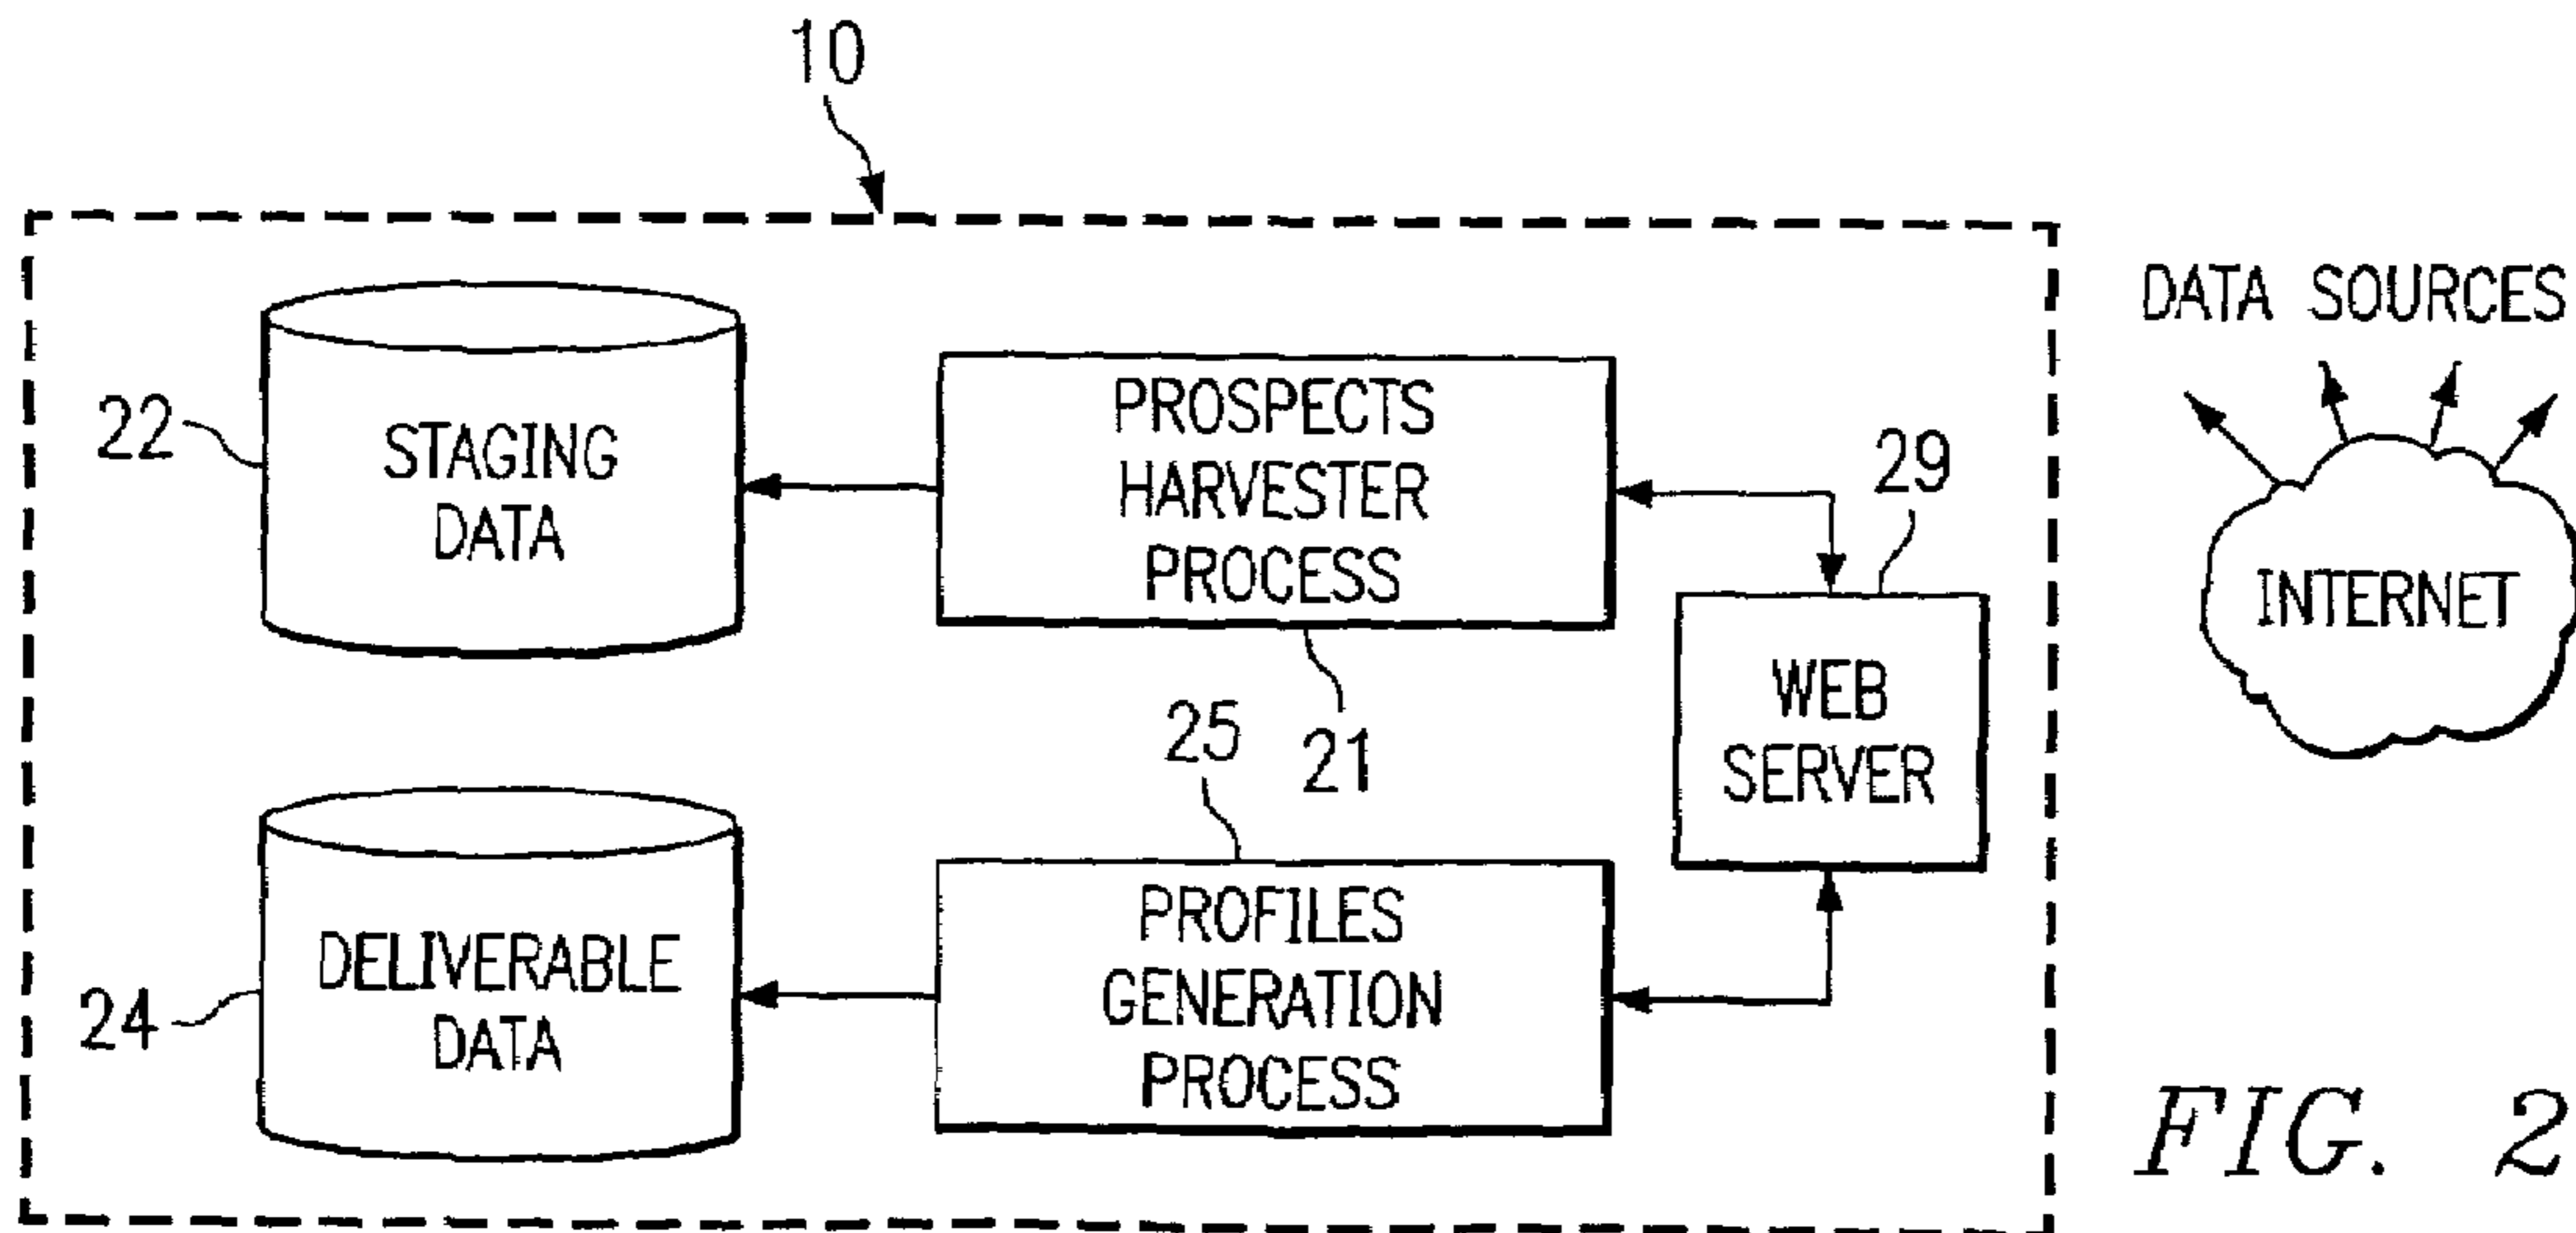 10
DATA SOURCES
22
STAGING
DATA
PROSPECTS
HARVESTER
PROCESS
29
INTERNET
WEB
SERVER
21
25
24
DELIVERABLE
DATA
PROFILES
GENERATION
PROCESS
FIG. 2